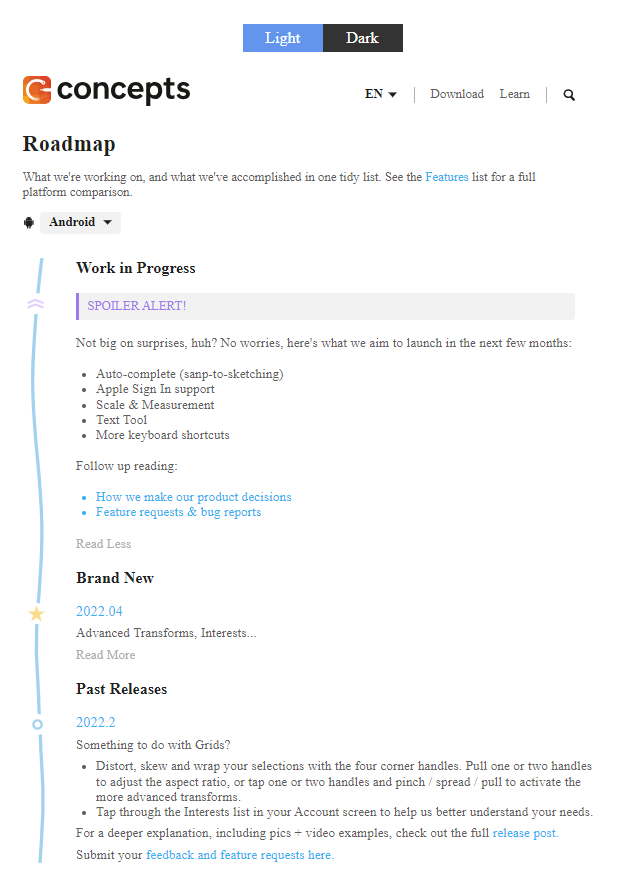 Light Dark
concepts
EN Download Learn
Roadmap
What we're working on, and what we've accomplished in one tidy list. See the Features list for a full
platform comparison.
Android
Work in Progress
SPOILER ALERT!
Not big on surprises, huh? No worries, here's what we aim to launch in the next few months:
Auto-complete (sanp-to-sketching)
Apple Sign In support
Scale & Measurement
Text Tool
More keyboard shortcuts
Follow up reading:
How we make our product decisions
Feature requests & bug reports
Read Less
Brand New
2022.04
Advanced Transforms, Interests...
Read More
Past Releases
2022.2
Something to do with Grids?
Distort, skew and wrap your selections with the four corner handles. Pull one or two handles
to adjust the aspect ratio, or tap one or two handles and pinch / spread / pull to activate the
more advanced transforms.
Tap through the Interests list in your Account screen to help us better understand your needs.
For a deeper explanation, including pics + video examples, check out the full release post.
Submit your feedback and feature requests here.